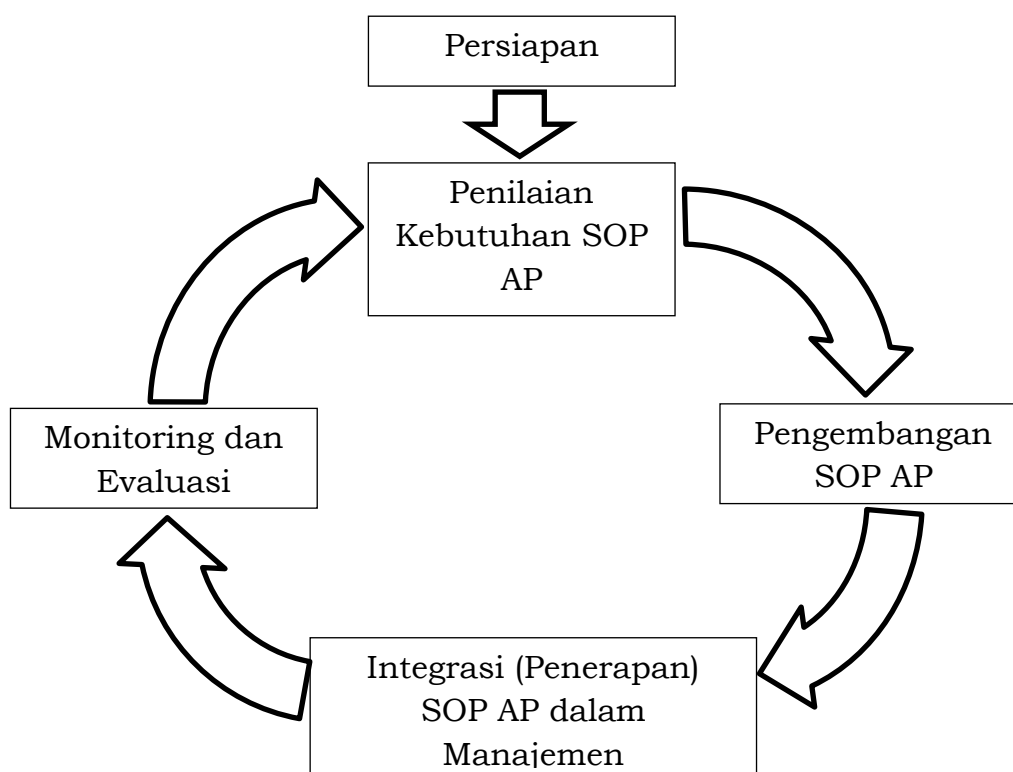 Persiapan
Penilaian
Kebutuhan SOP
AP
Pengembangan
SOP AP
Monitoring dan
Evaluasi
Integrasi (Penerapan)
SOP AP dalam
Manajemen